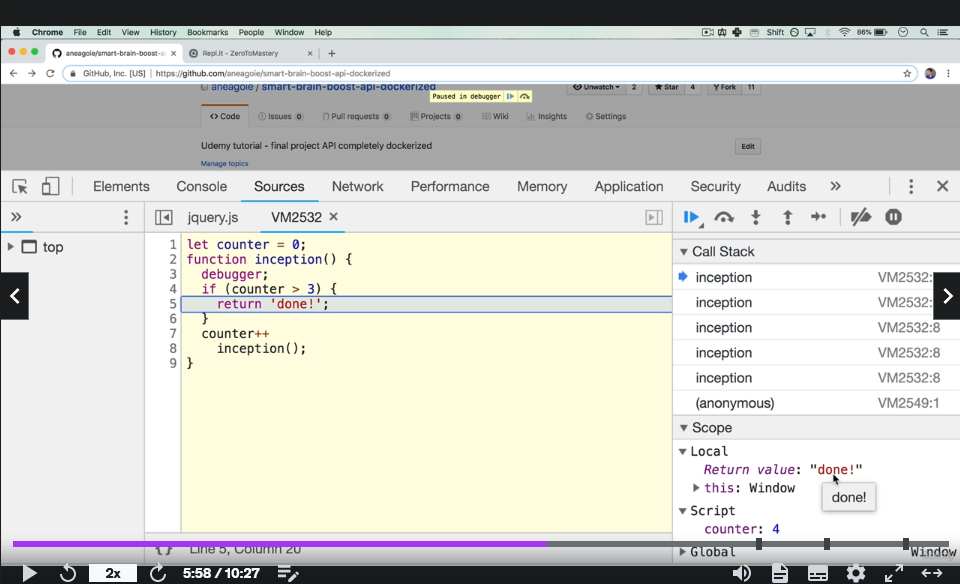 Chrome File Edit View History Bookmarks People Window Help Shift 86%
aneagoie/smart-brain-boost-a Repl.it - ZeroToMastery
GitHub, Inc. [US] | https://github.com/aneagoie/smart-brain-boost-api-dockerized
aneagoie / smart-brain-boost-api-dockerized Unwatch 2 Star 4 Fork 11
Paused in debugger
Code Issues 0 Pull requests 0 Projects 0 Wiki Insights Settings
Udemy tutorial - final project API completely dockerized Edit
Manage topics
Elements Console Sources Network Performance Memory Application Security Audits
jquery.js VM2532
top
1 let counter = 0;
2 function inception() {
3 debugger;
4 if (counter > 3) {
5 return 'done!';
6 }
7 counter++
8 inception();
9 }
{} Line 5, Column 20
Call Stack
inception VM2532:
inception VM2532:
inception VM2532:8
inception VM2532:8
inception VM2532:8
(anonymous) VM2549:1
Scope
Local
Return value: "done!"
this: Window
done!
Script
counter: 4
Global Window
2x 5:58 / 10:27